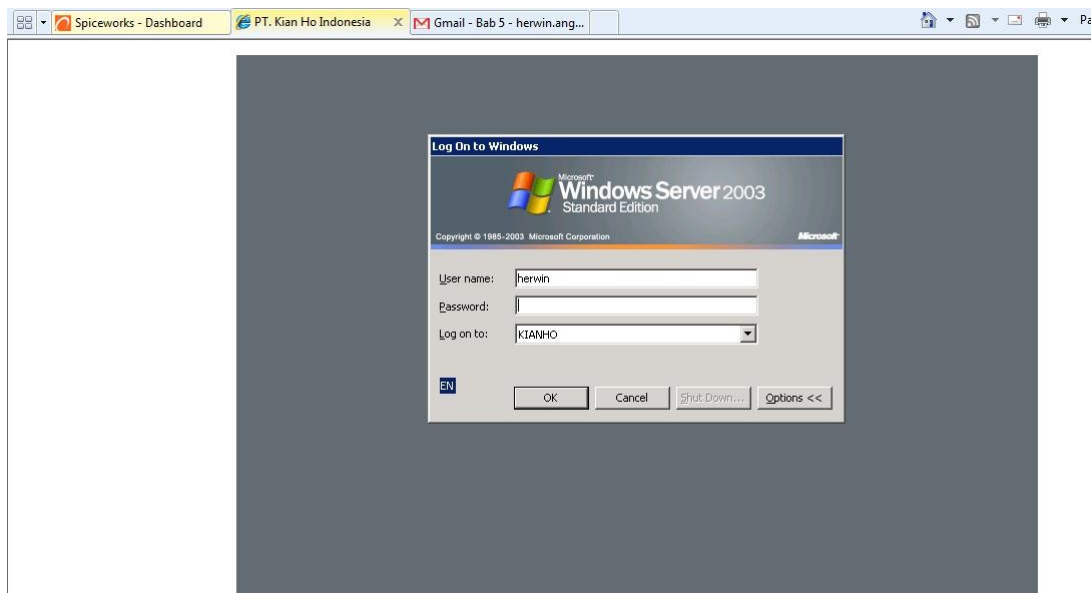 Spiceworks - Dashboard PT. Kian Ho Indonesia X Gmail - Bab 5 - herwin.ang...
Log On to Windows
Microsoft
Windows Server 2003
Standard Edition
Copyright © 1985-2003 Microsoft Corporation Microsoft
User name: herwin
Password:
Log on to: KIANHO
EN
OK Cancel Shut Down... Options <<